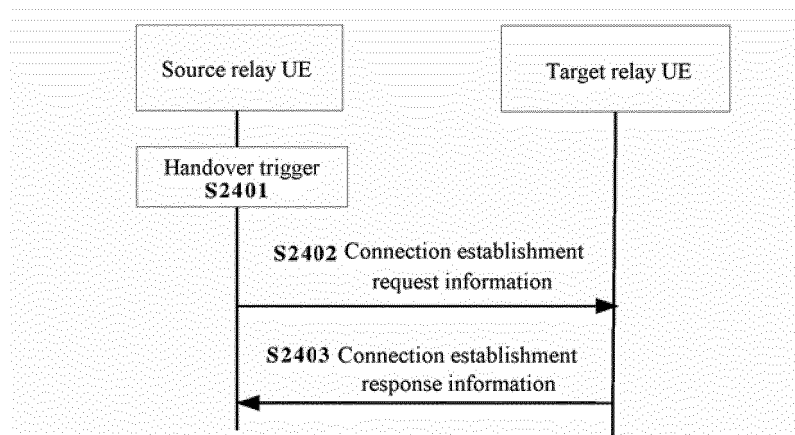 Source relay UE
Target relay UE
Handover trigger
S2401
S2402 Connection establishment
request information
S2403 Connection establishment
response information